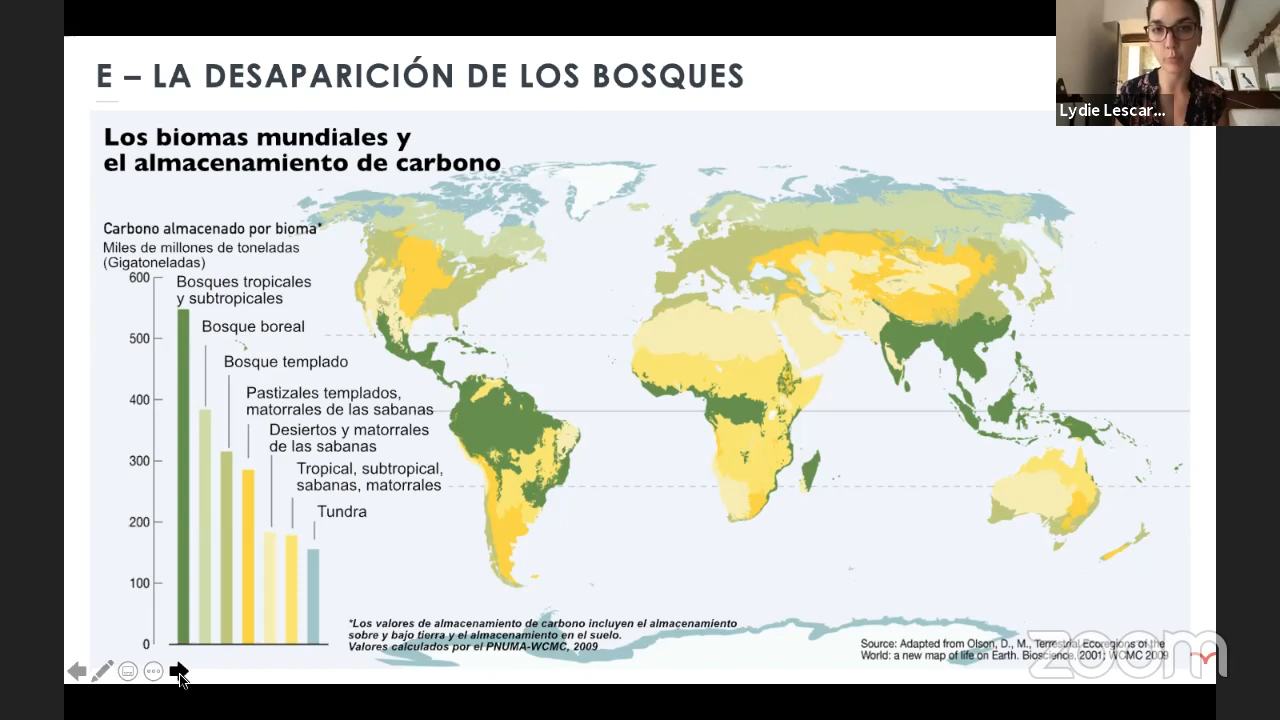 E – LA DESAPARICIÓN DE LOS BOSQUES
Lydie Lescar...
Los biomas mundiales y
el almacenamiento de carbono
Carbono almacenado por bioma*
Miles de millones de toneladas
(Gigatoneladas)
600
500
400
300
200
100
0
Bosques tropicales
y subtropicales
Bosque boreal
Bosque templado
Pastizales templados,
matorrales de las sabanas
Desiertos y matorrales
de las sabanas
Tropical, subtropical,
sabanas, matorrales
Tundra
*Los valores de almacenamiento de carbono incluyen el almacenamiento
sobre y bajo tierra y el almacenamiento en el suelo.
Valores calculados por el PNUMA-WCMC, 2009
Source: Adapted from Olson, D., M., Terrestrial Ecoregions of the
World: a new map of life on Earth. Bioscience, 2001; WCMC 2009
zoom